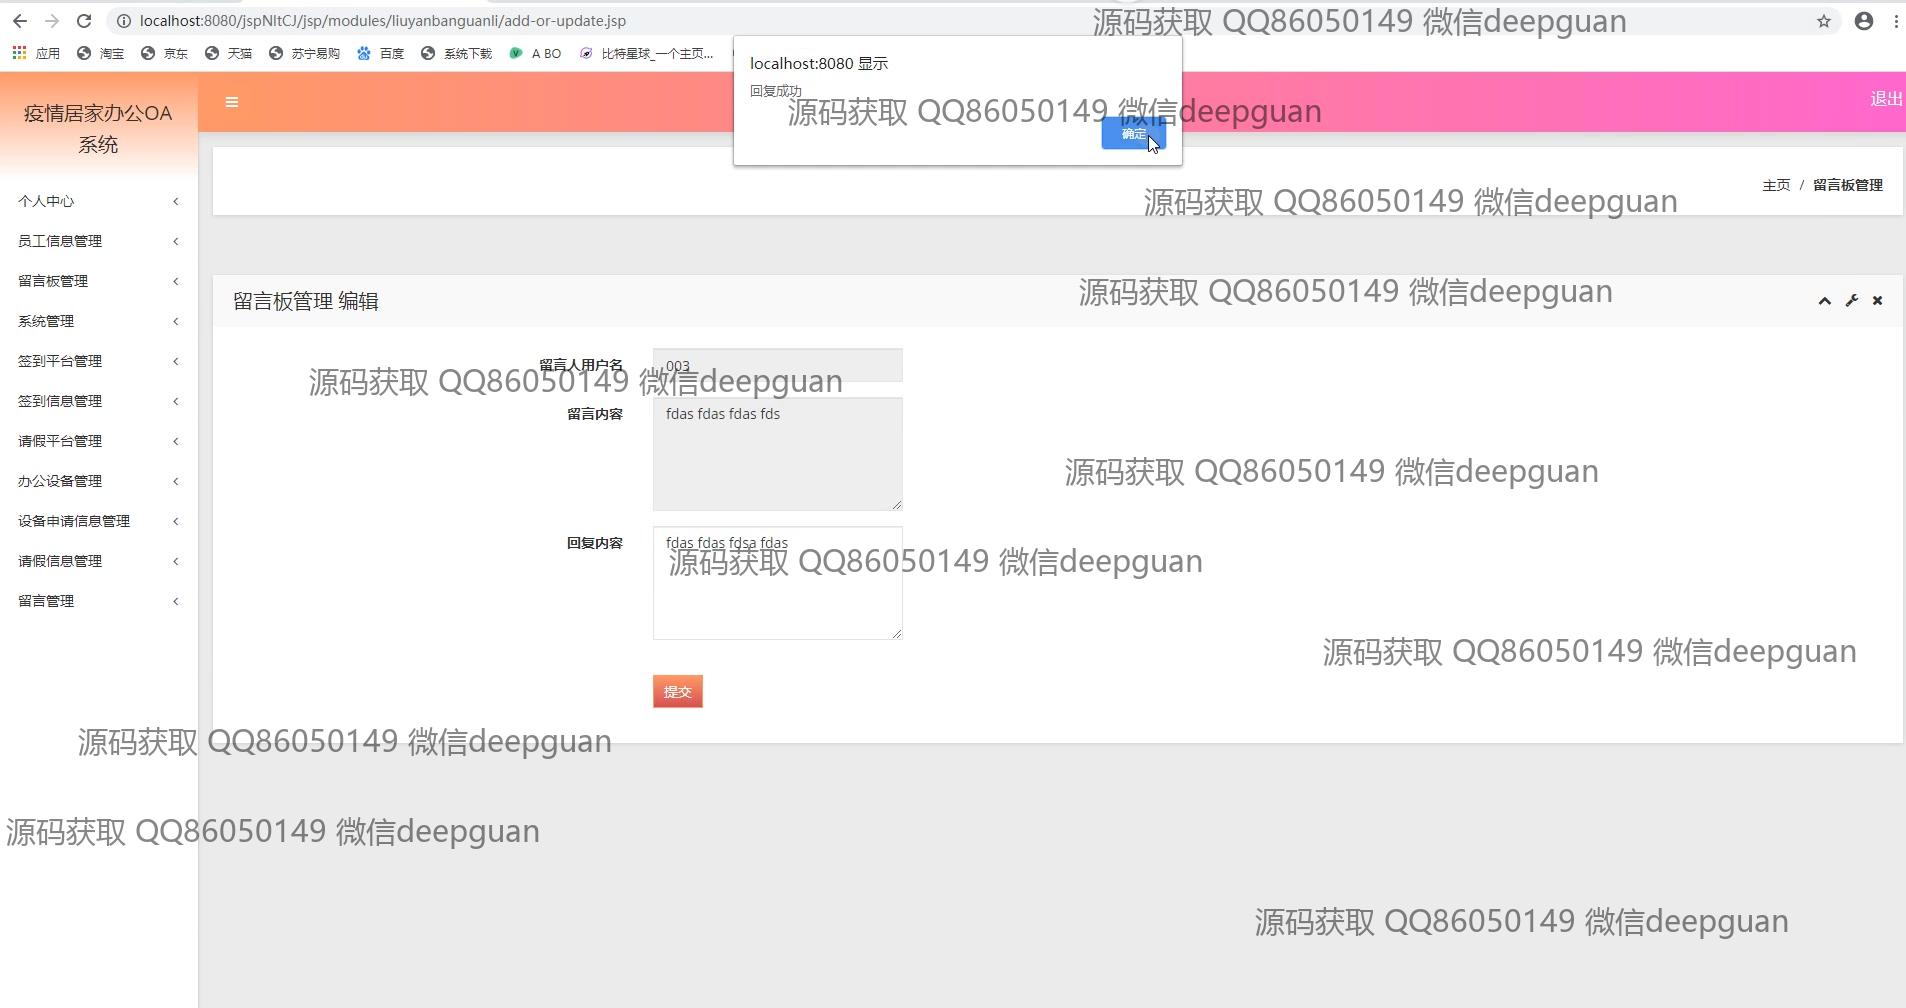 localhost:8080/jspNltCJ/jsp/modules/liuyanbanguanli/add-or-update.jsp
源码获取 QQ86050149 微信deepguan
应用 淘宝 京东 天猫 苏宁易购 百度 系统下载 A BO 比特星球_一个主页...
localhost:8080 显示
回复成功
源码获取 QQ86050149 微信deepguan
确定
疫情居家办公OA
系统
退出
主页 / 留言板管理
源码获取 QQ86050149 微信deepguan
个人中心
员工信息管理
留言板管理
系统管理
签到平台管理
签到信息管理
请假平台管理
办公设备管理
设备申请信息管理
请假信息管理
留言管理
留言板管理 编辑
源码获取 QQ86050149 微信deepguan
留言人用户名 003
源码获取 QQ86050149 微信deepguan
留言内容 fdas fdas fdas fds
源码获取 QQ86050149 微信deepguan
回复内容 fdas fdas fdsa fdas
源码获取 QQ86050149 微信deepguan
源码获取 QQ86050149 微信deepguan
提交
源码获取 QQ86050149 微信deepguan
源码获取 QQ86050149 微信deepguan
源码获取 QQ86050149 微信deepguan